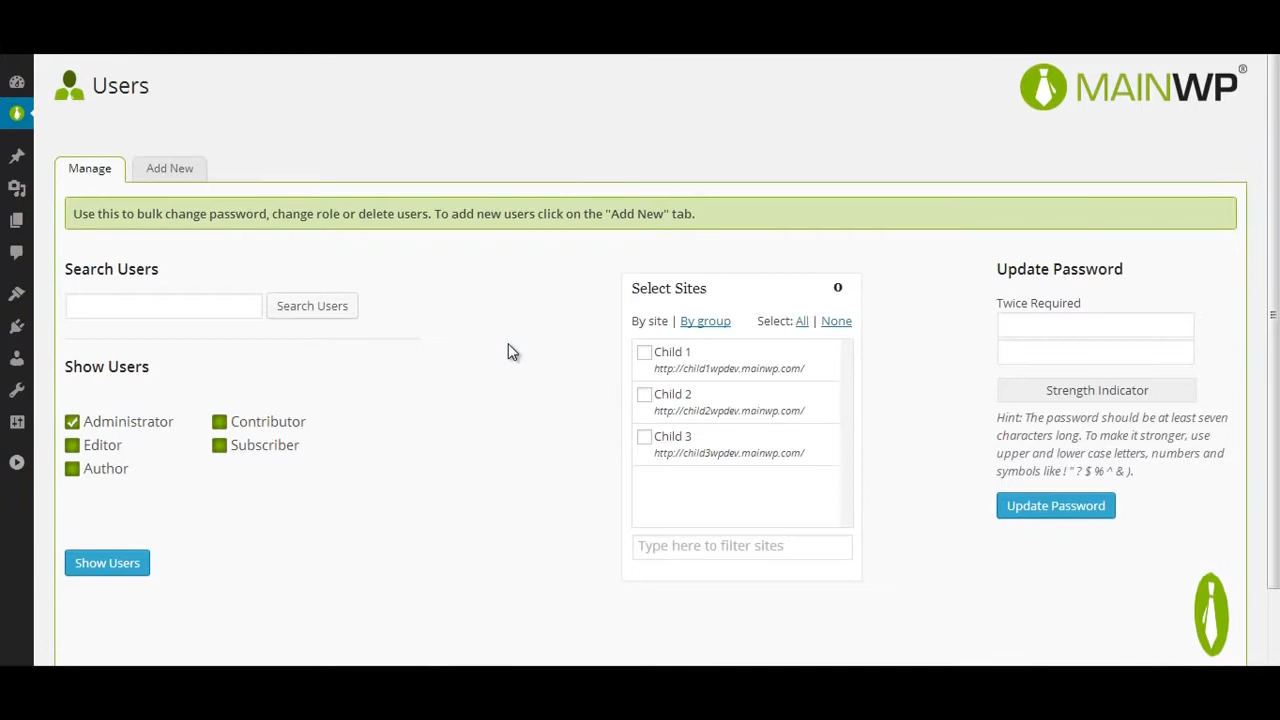 Users
MAINWP®
Manage
Add New
Use this to bulk change password, change role or delete users. To add new users click on the "Add New" tab.
Search Users
Search Users
Show Users
Administrator
Contributor
Editor
Subscriber
Author
Show Users
Select Sites
0
By site | By group
Select: All | None
Child 1
http://child1wpdev.mainwp.com/
Child 2
http://child2wpdev.mainwp.com/
Child 3
http://child3wpdev.mainwp.com/
Type here to filter sites
Update Password
Twice Required
Strength Indicator
Hint: The password should be at least seven
characters long. To make it stronger, use
upper and lower case letters, numbers and
symbols like ! " ? $ % ^ & ).
Update Password